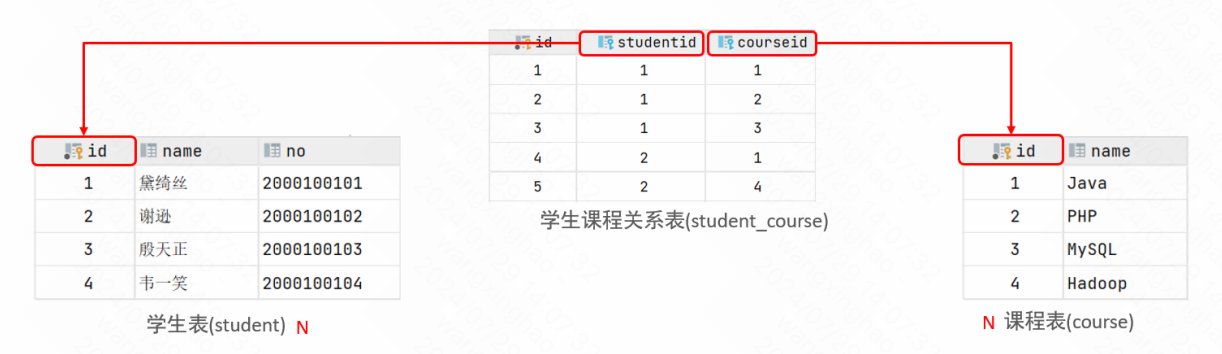 id studentid courseid
1 1 1
2 1 2
3 1 3
4 2 1
5 2 4
学生课程关系表(student_course)
id name no
1 黛绮丝 2000100101
2 谢逊 2000100102
3 殷天正 2000100103
4 韦一笑 2000100104
学生表(student) N
id name
1 Java
2 PHP
3 MySQL
4 Hadoop
N 课程表(course)